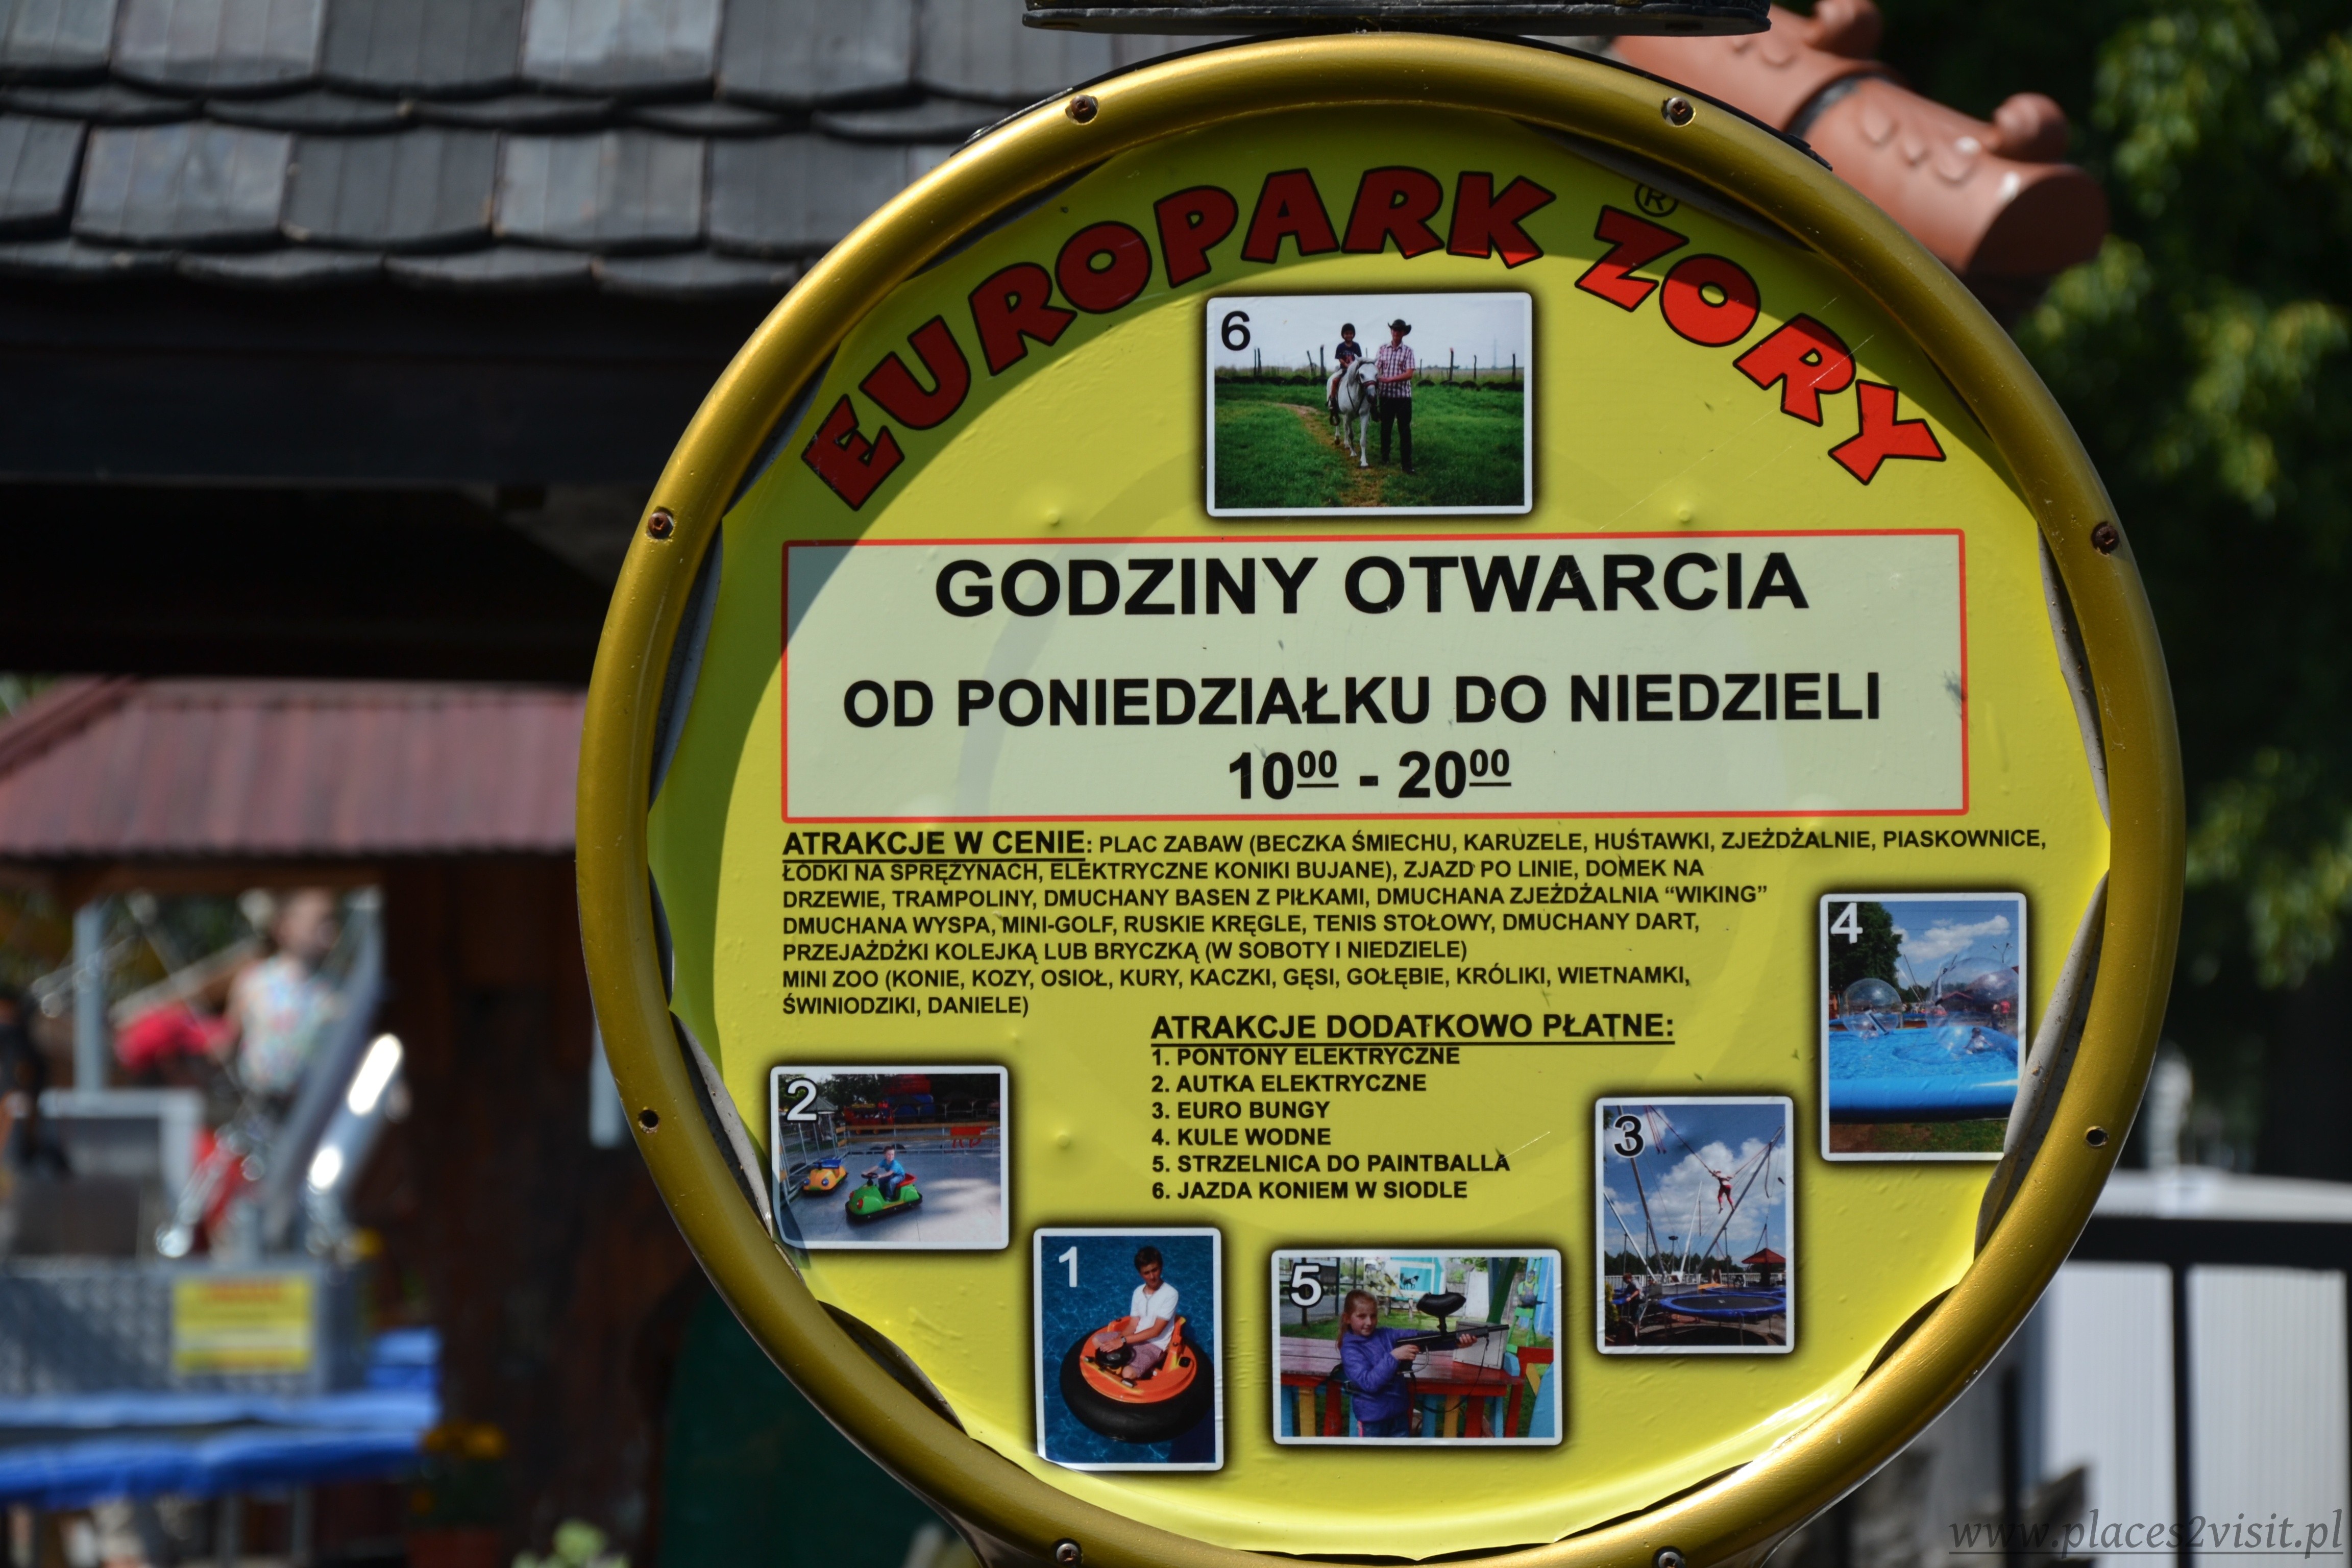 EUROPARK ŻORY ®
6
GODZINY OTWARCIA
OD PONIEDZIAŁKU DO NIEDZIELI
10⁰⁰ - 20⁰⁰
ATRAKCJE W CENIE: PLAC ZABAW (BECZKA ŚMIECHU, KARUZELE, HUŚTAWKI, ZJEŻDŻALNIE, PIASKOWNICE,
ŁÓDKI NA SPRĘŻYNACH, ELEKTRYCZNE KONIKI BUJANE), ZJAZD PO LINIE, DOMEK NA
DRZEWIE, TRAMPOLINY, DMUCHANY BASEN Z PIŁKAMI, DMUCHANA ZJEŻDŻALNIA “WIKING”
DMUCHANA WYSPA, MINI-GOLF, RUSKIE KRĘGLE, TENIS STOŁOWY, DMUCHANY DART,
PRZEJAŻDŻKI KOLEJKĄ LUB BRYCZKĄ (W SOBOTY I NIEDZIELE)
MINI ZOO (KONIE, KOZY, OSIOŁ, KURY, KACZKI, GĘSI, GOŁĘBIE, KRÓLIKI, WIETNAMKI,
ŚWINIODZIKI, DANIELE)
ATRAKCJE DODATKOWO PŁATNE:
1. PONTONY ELEKTRYCZNE
2. AUTKA ELEKTRYCZNE
3. EURO BUNGY
4. KULE WODNE
5. STRZELNICA DO PAINTBALLA
6. JAZDA KONIEM W SIODLE
4
2
3
1
5
www.places2visit.pl